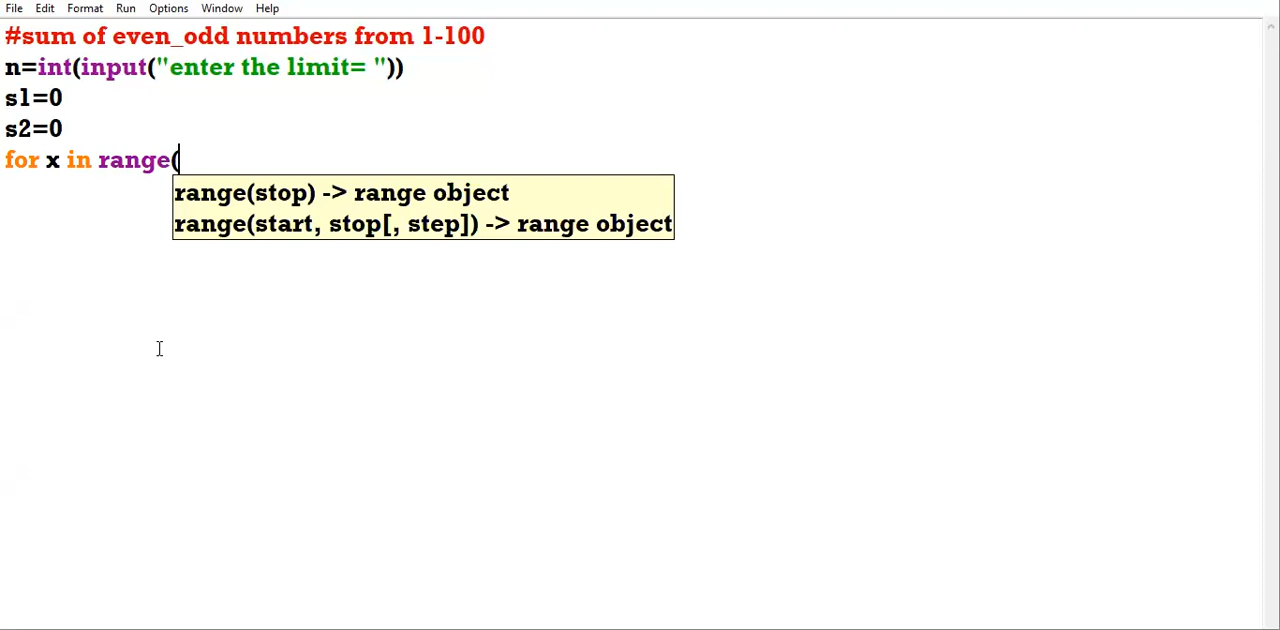 File Edit Format Run Options Window Help
#sum of even_odd numbers from 1-100
n=int(input("enter the limit= "))
s1=0
s2=0
for x in range(
range(stop) -> range object
range(start, stop[, step]) -> range object